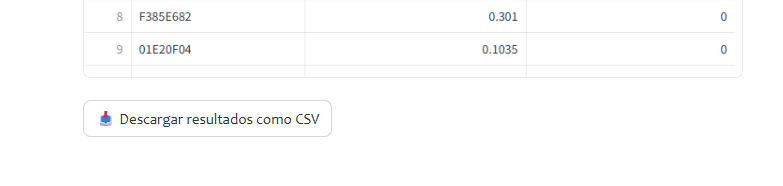 8 F385E682 0.301 0
9 01E20F04 0.1035 0
Descargar resultados como CSV